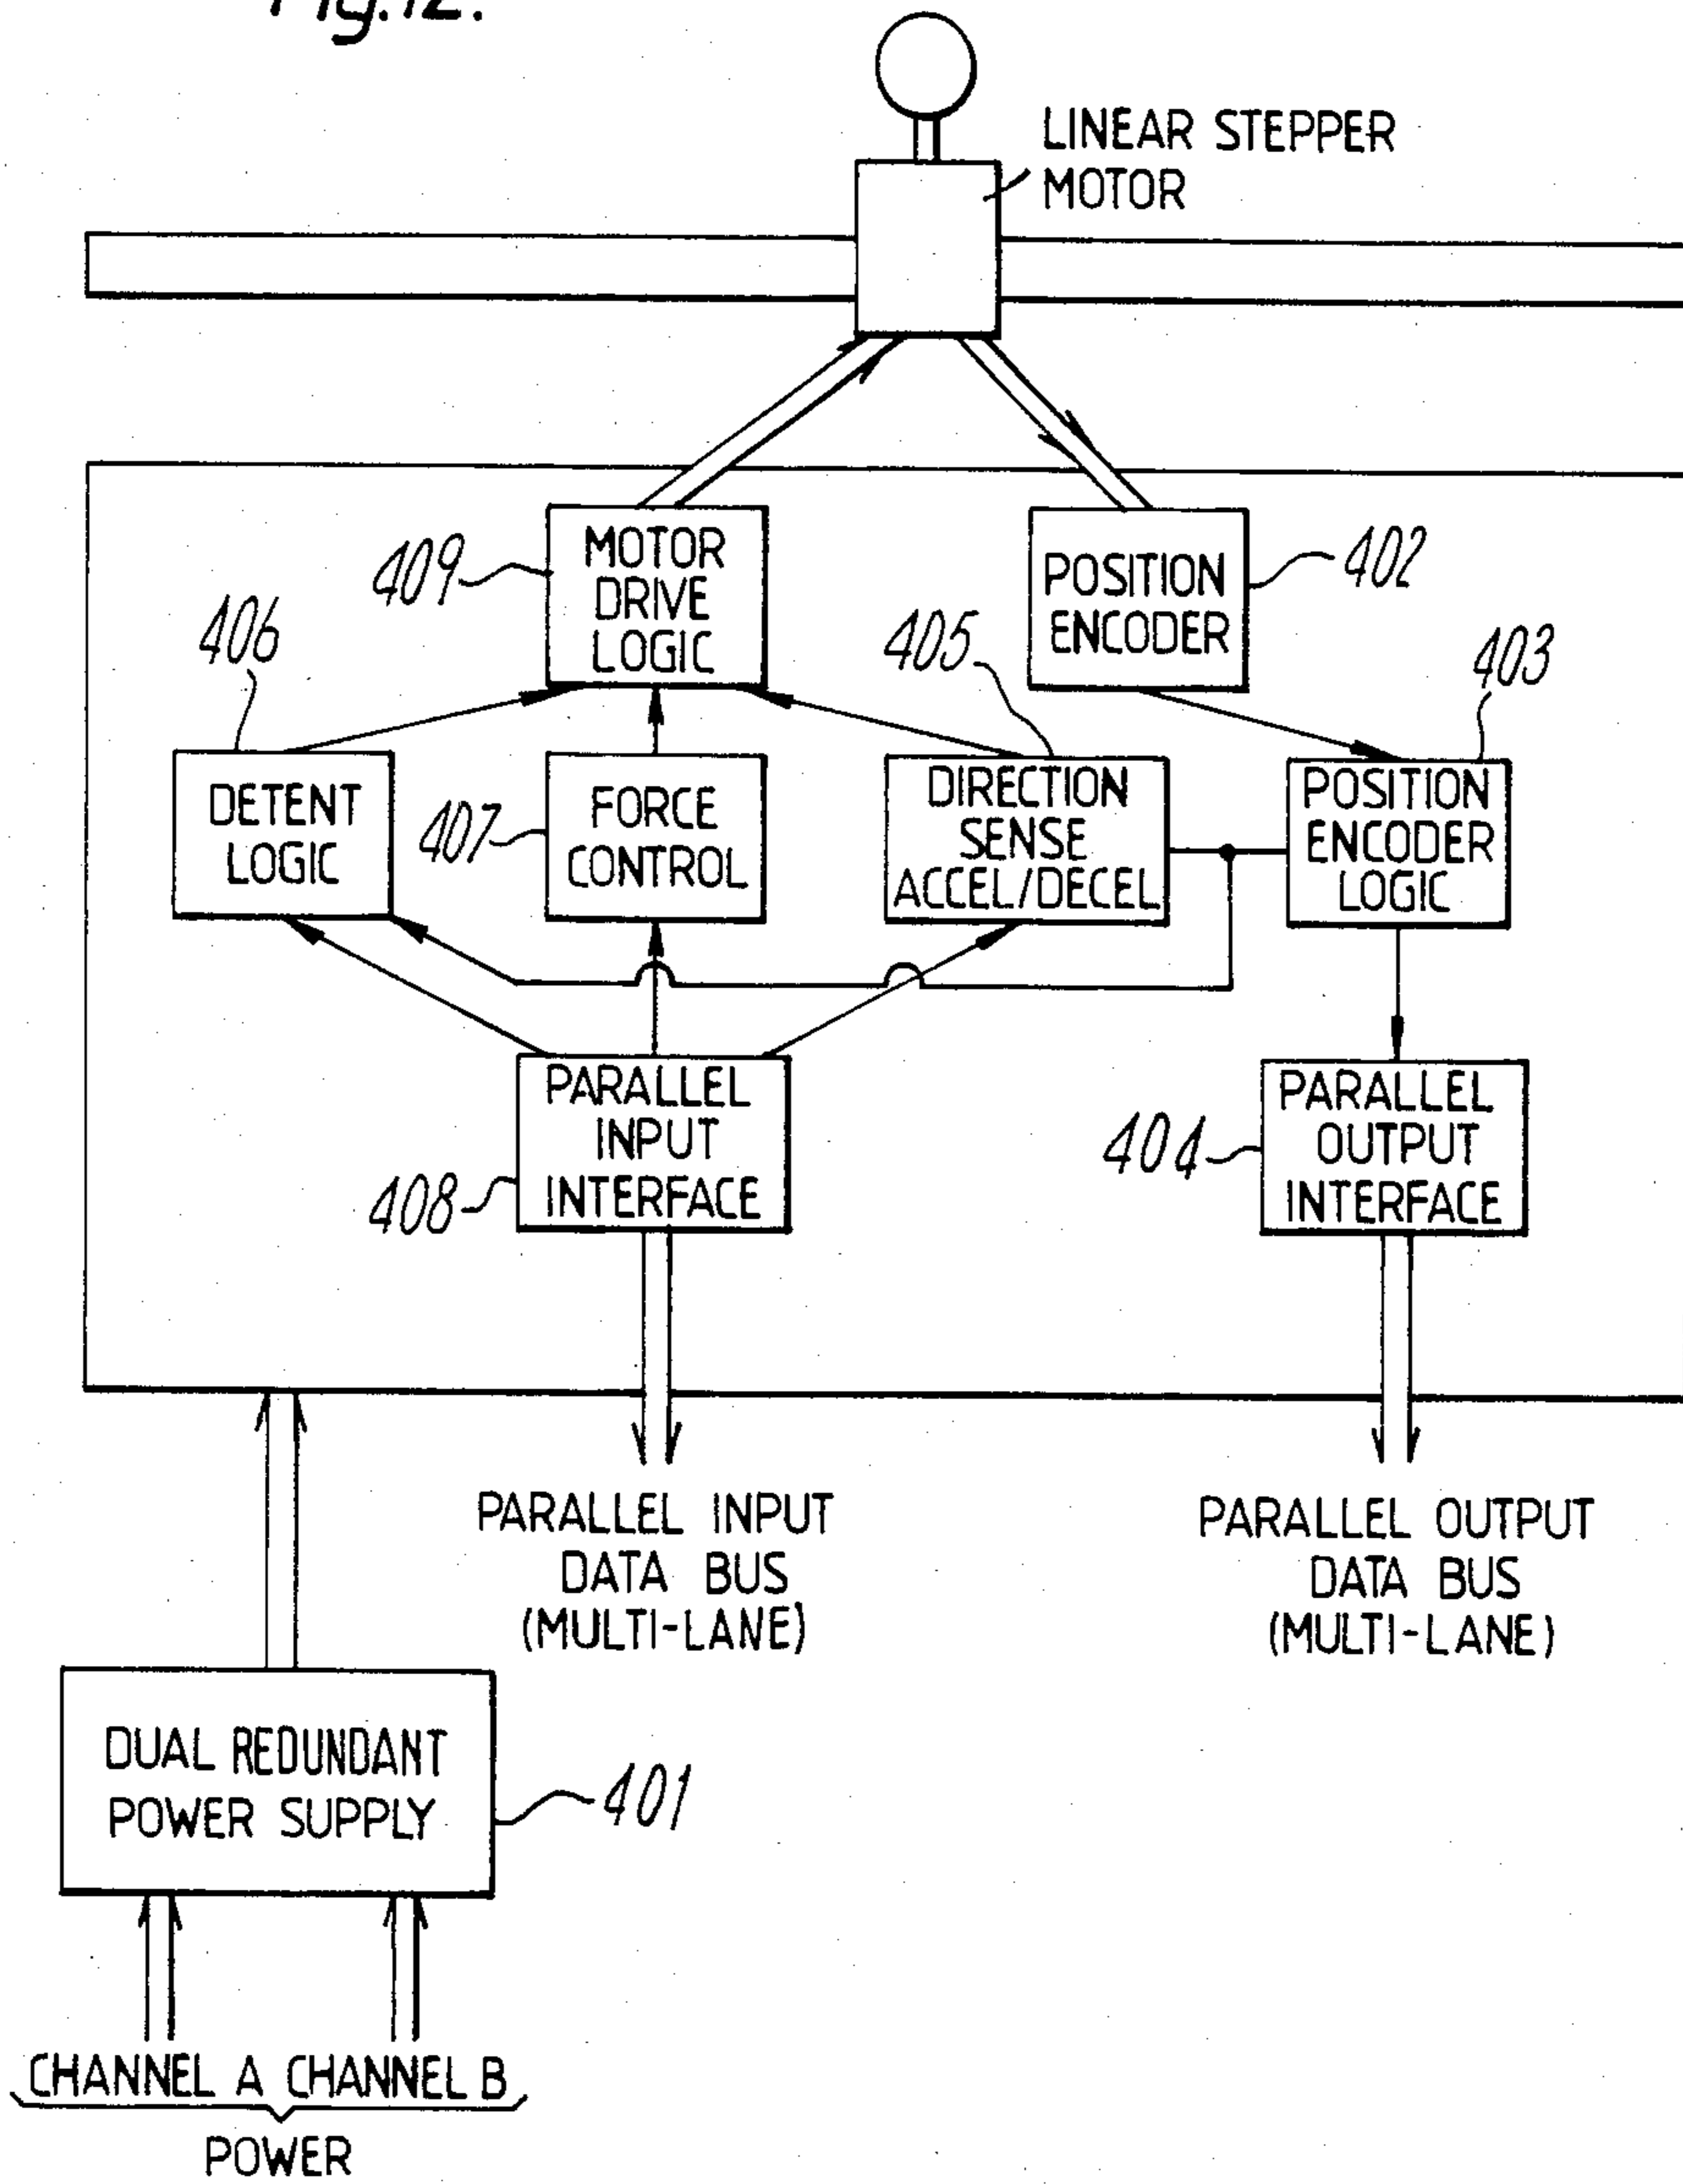 Fig.12.
LINEAR STEPPER
MOTOR
409
MOTOR
DRIVE
LOGIC
POSITION
ENCODER
402
406
405
403
DETENT
LOGIC
407
FORCE
CONTROL
DIRECTION
SENSE
ACCEL/DECEL
POSITION
ENCODER
LOGIC
PARALLEL
INPUT
INTERFACE
408
404
PARALLEL
OUTPUT
INTERFACE
PARALLEL INPUT
DATA BUS
(MULTI-LANE)
PARALLEL OUTPUT
DATA BUS
(MULTI-LANE)
DUAL REDUNDANT
POWER SUPPLY
401
CHANNEL A CHANNEL B
POWER